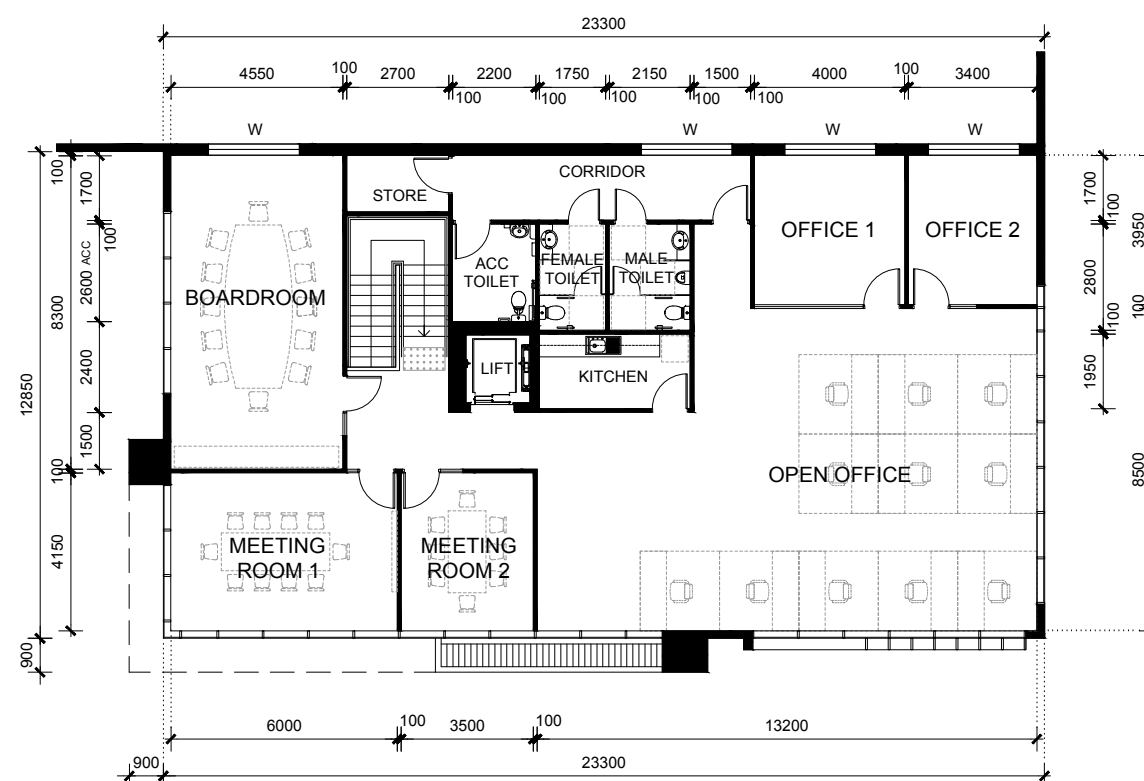 23300
4550 100 2700 2200 1750 2150 1500 4000 100 3400
100 100 100 100 100
W W W W
12850
100
1700
100
2600 ACC
8300
2400
1500
100
4150
900
STORE
CORRIDOR
BOARDROOM
ACC
TOILET
FEMALE
TOILET
MALE
TOILET
OFFICE 1
OFFICE 2
LIFT
KITCHEN
OPEN OFFICE
MEETING
ROOM 1
MEETING
ROOM 2
1700
100
3950
2800
100
100
1950
8500
6000 100 3500 100 13200
900 23300